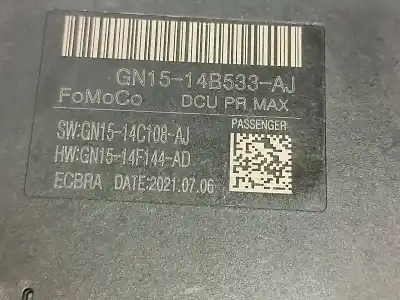 GN15-14B533-AJ
FoMoCo DCU PR MAX
PASSENGER
SW:GN15-14C108-AJ
HW:GN15-14F144-AD
ECBRA DATE:2021.07.06